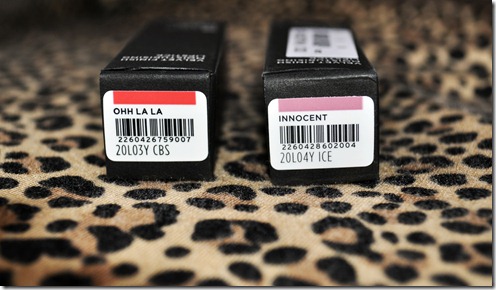 OHH LA LA
2260426759007
20L03Y CBS
INNOCENT
2260428602004
20L04Y ICE